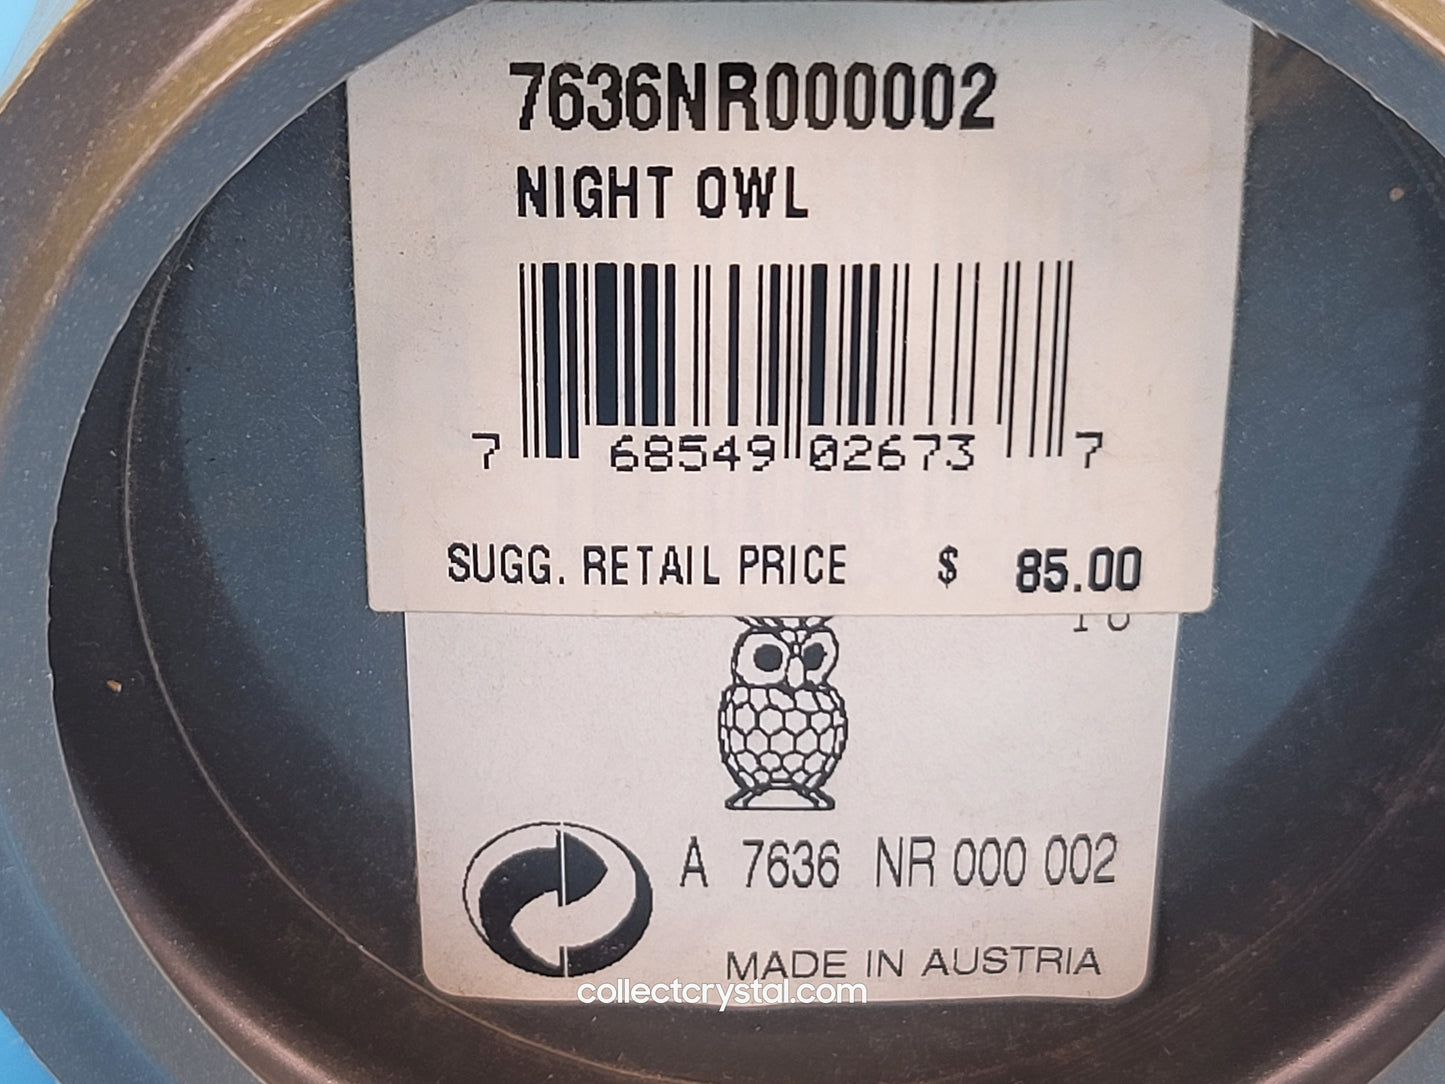 7636NR000002
NIGHT OWL
7 68549 02673 7
SUGG. RETAIL PRICE $ 85.00
A 7636 NR 000 002
MADE IN AUSTRIA
collectcrystal.com